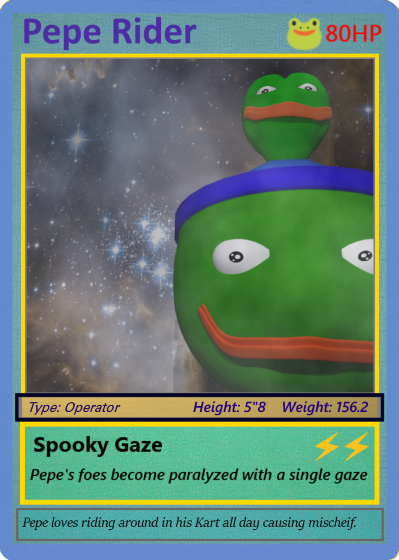 Pepe Rider 80HP
Type: Operator Height: 5"8 Weight: 156.2
Spooky Gaze
Pepe's foes become paralyzed with a single gaze
Pepe loves riding around in his Kart all day causing mischeif.